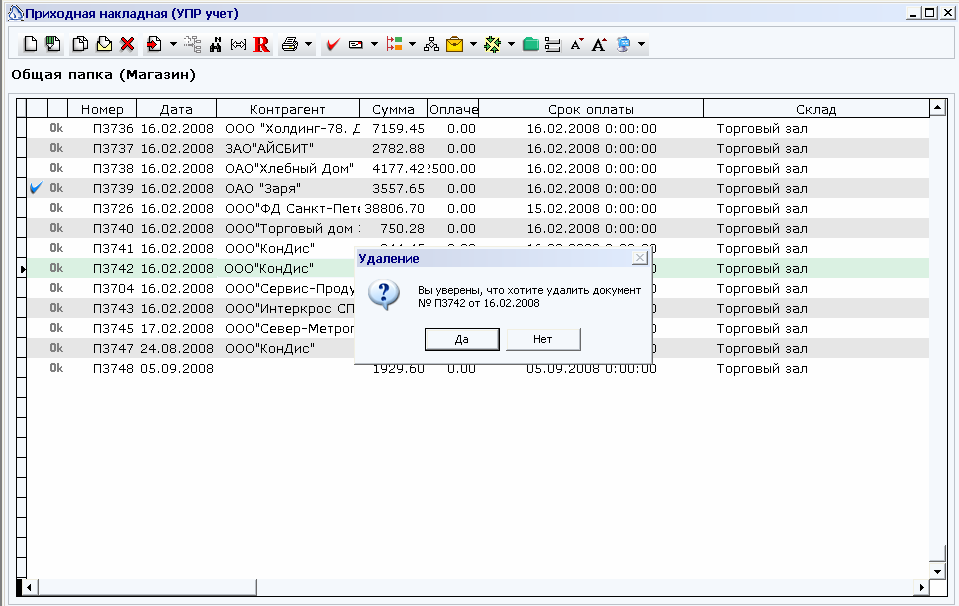 Приходная накладная (УПР учет)
Общая папка (Магазин)
Номер Дата Контрагент Сумма Оплаче Срок оплаты Склад
Ok П3736 16.02.2008 ООО "Холдинг-78. 7159.45 0.00 16.02.2008 0:00:00 Торговый зал
Ok П3737 16.02.2008 ЗАО"АЙСБИТ" 2782.88 0.00 16.02.2008 0:00:00 Торговый зал
Ok П3738 16.02.2008 ОАО"Хлебный Дом" 4177.42 2500.00 16.02.2008 0:00:00 Торговый зал
Ok П3739 16.02.2008 ОАО "Заря" 3557.65 0.00 16.02.2008 0:00:00 Торговый зал
Ok П3726 16.02.2008 ООО"ФД Санкт-Пете 38806.70 0.00 15.02.2008 0:00:00 Торговый зал
Ok П3740 16.02.2008 ООО"Торговый дом 750.28 0.00 16.02.2008 0:00:00 Торговый зал
Ok П3741 16.02.2008 ООО"КонДис" Торговый зал
Ok П3742 16.02.2008 ООО"КонДис" Торговый зал
Ok П3704 16.02.2008 ООО"Сервис-Проду Торговый зал
Ok П3743 16.02.2008 ООО"Интеркрос СП Торговый зал
Ok П3745 17.02.2008 ООО"Север-Метрог Торговый зал
Ok П3747 24.08.2008 ООО"КонДис" Торговый зал
Ok П3748 05.09.2008 1929.60 0.00 05.09.2008 0:00:00 Торговый зал
Удаление
Вы уверены, что хотите удалить документ
№ П3742 от 16.02.2008
Да Нет